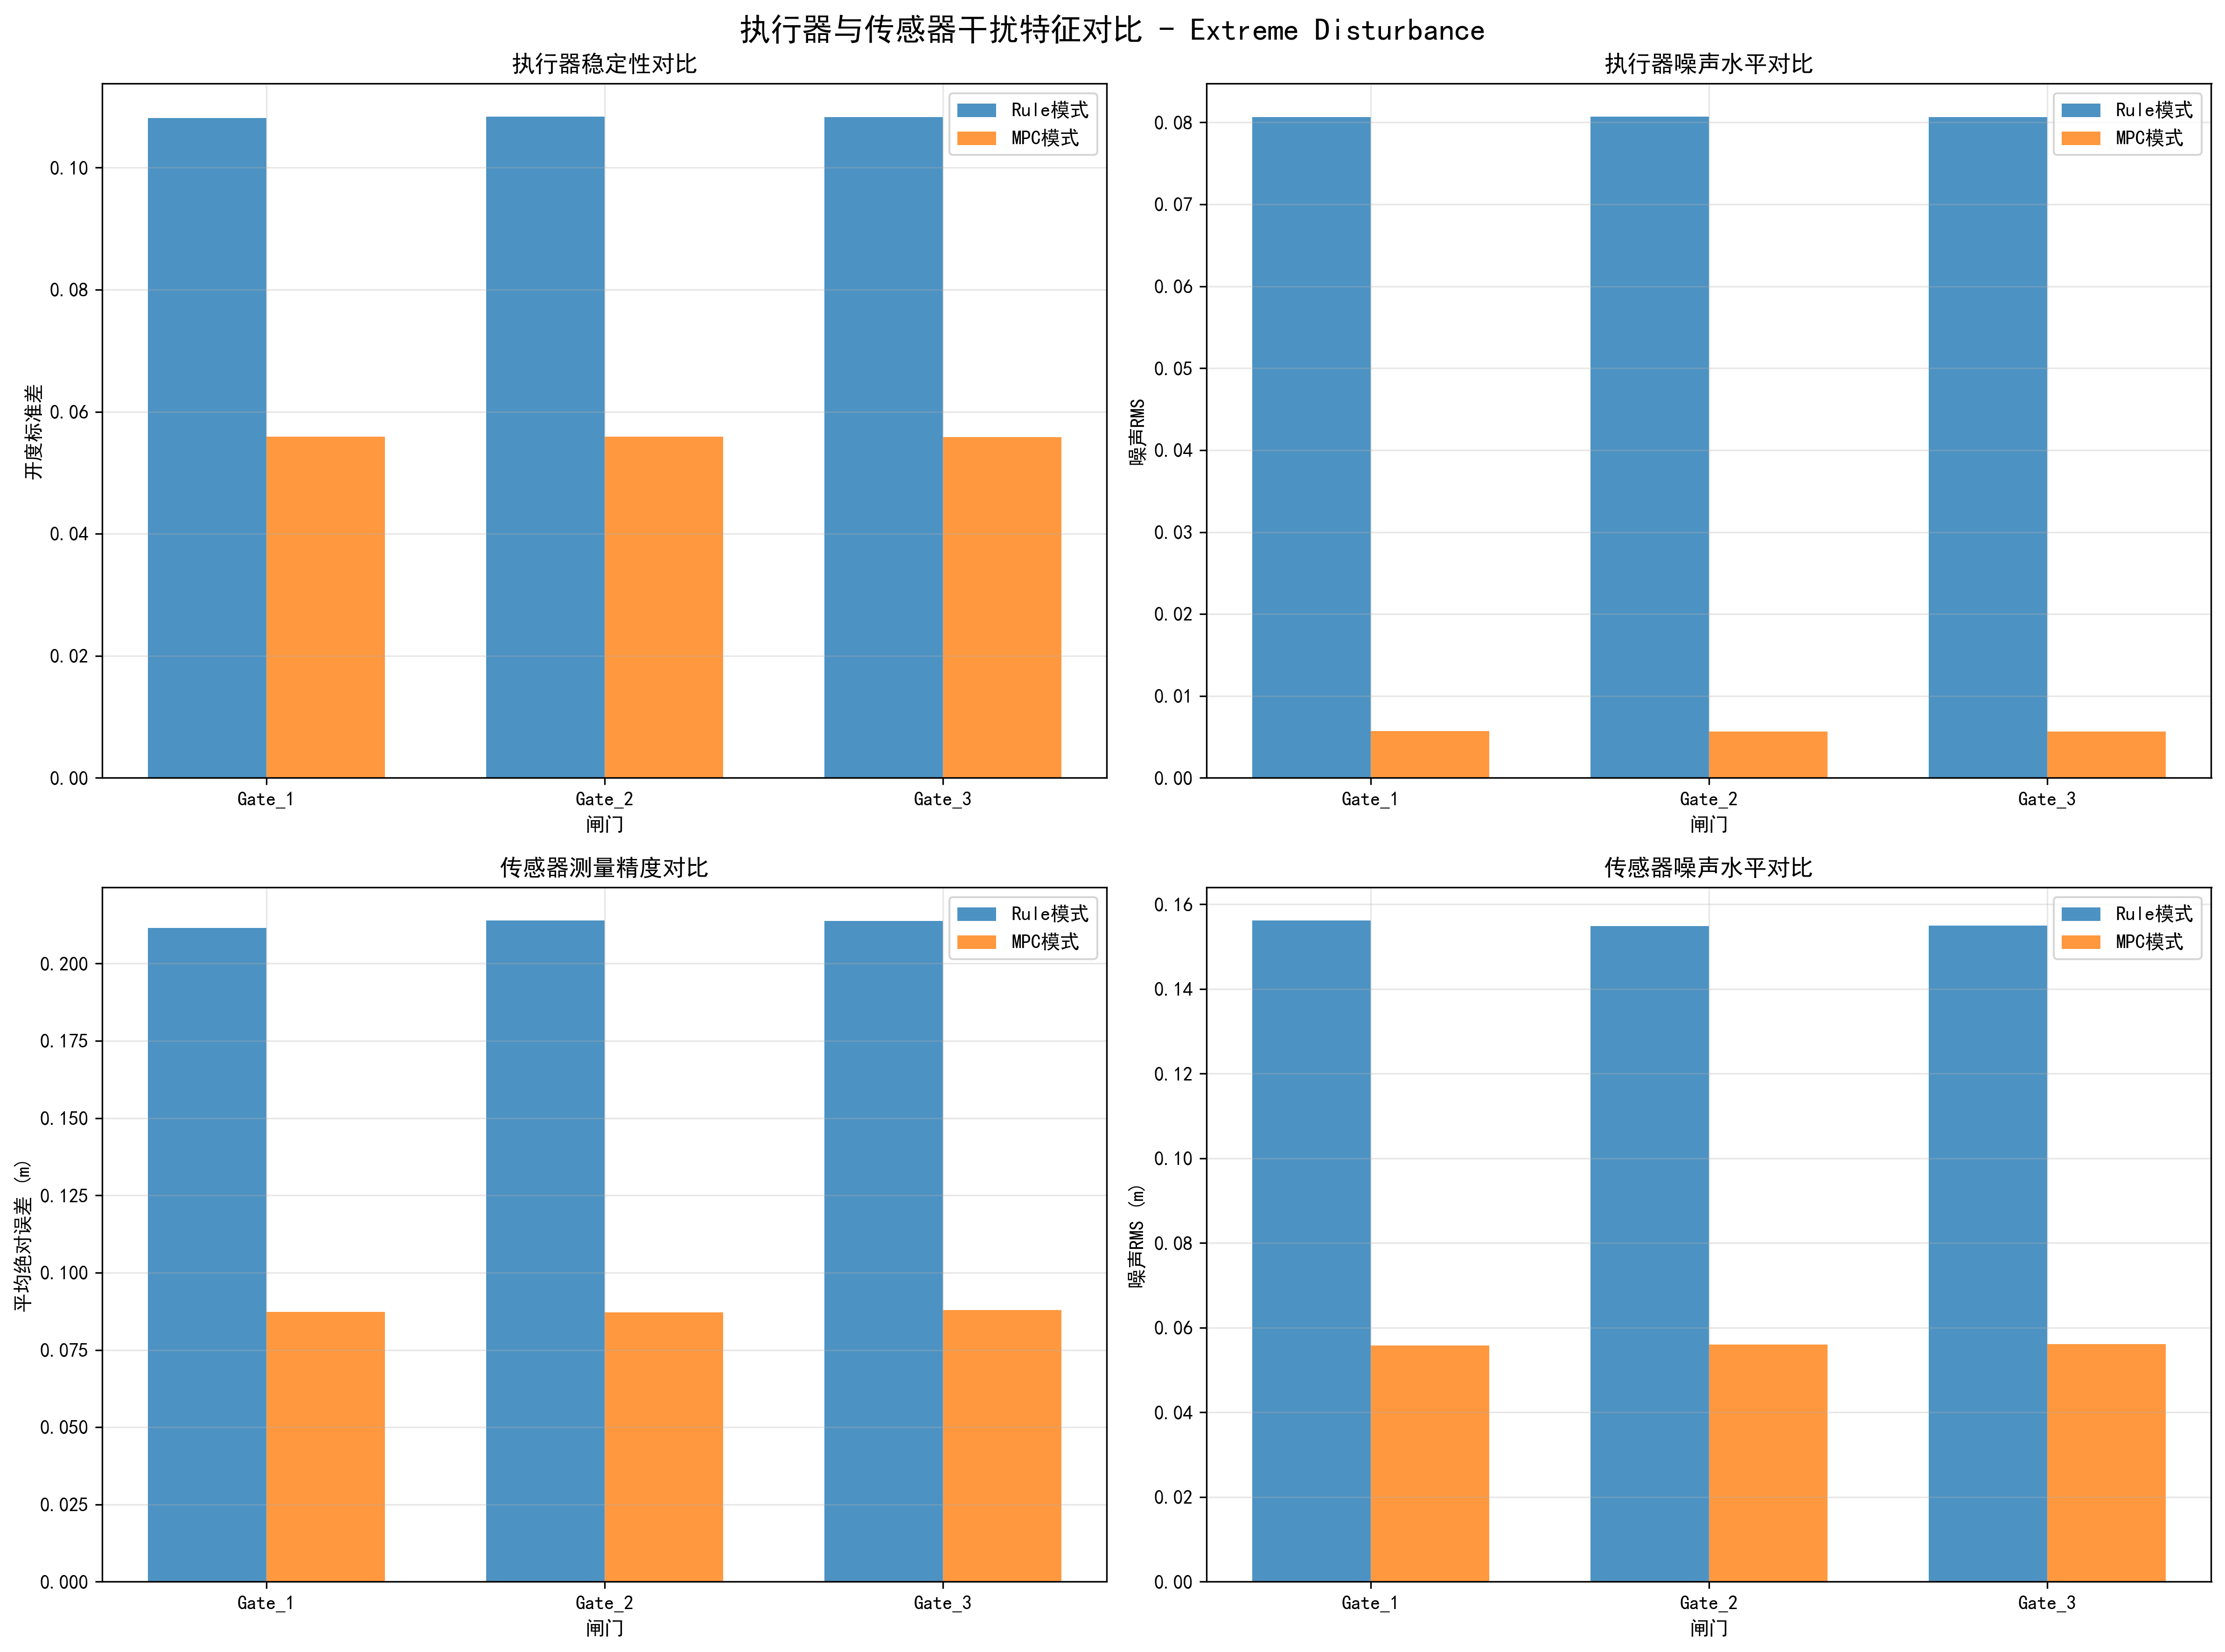 执行器与传感器干扰特征对比 - Extreme Disturbance
执行器稳定性对比
Rule模式
MPC模式
开度标准差
0.10
0.08
0.06
0.04
0.02
0.00
Gate_1
Gate_2
Gate_3
闸门
执行器噪声水平对比
Rule模式
MPC模式
噪声RMS
0.08
0.07
0.06
0.05
0.04
0.03
0.02
0.01
0.00
Gate_1
Gate_2
Gate_3
闸门
传感器测量精度对比
Rule模式
MPC模式
平均绝对误差 (m)
0.200
0.175
0.150
0.125
0.100
0.075
0.050
0.025
0.000
Gate_1
Gate_2
Gate_3
闸门
传感器噪声水平对比
Rule模式
MPC模式
噪声RMS (m)
0.16
0.14
0.12
0.10
0.08
0.06
0.04
0.02
0.00
Gate_1
Gate_2
Gate_3
闸门